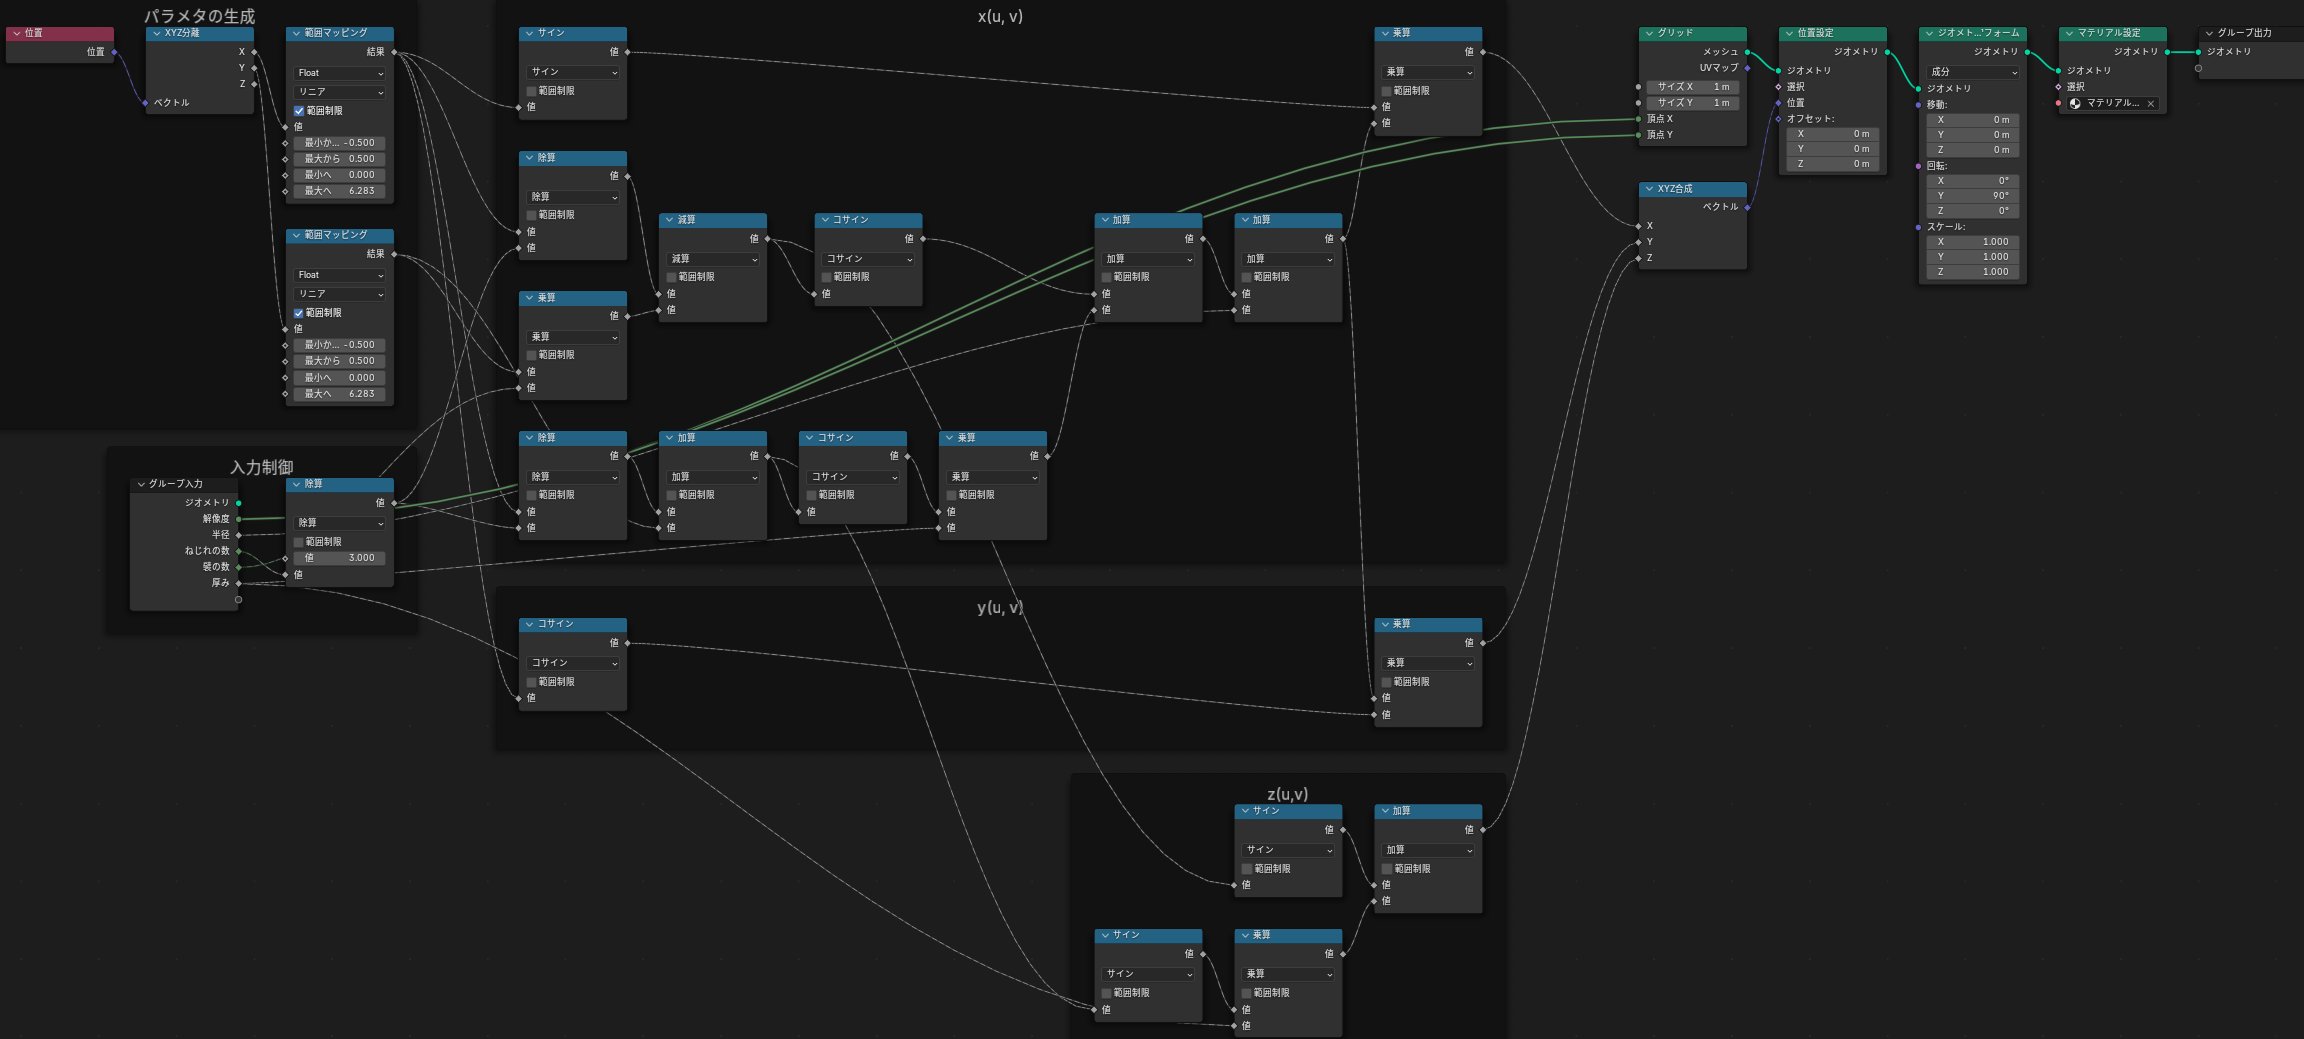 パラメタの生成
位置
位置
XYZ分離
X
Y
Z
ベクトル
範囲マッピング
結果
Float
リニア
範囲制限
値
最小か... -0.500
最大から 0.500
最小へ 0.000
最大へ 6.283
範囲マッピング
結果
Float
リニア
範囲制限
値
最小か... -0.500
最大から 0.500
最小へ 0.000
最大へ 6.283
入力制御
グループ入力
ジオメトリ
解像度
半径
ねじれの数
袋の数
厚み
除算
値
除算
範囲制限
値 3.000
値
x(u, v)
サイン
値
サイン
範囲制限
値
除算
値
除算
範囲制限
値
値
乗算
値
乗算
範囲制限
値
値
減算
値
減算
範囲制限
値
値
コサイン
値
コサイン
範囲制限
値
除算
値
除算
範囲制限
値
値
加算
値
加算
範囲制限
値
値
コサイン
値
コサイン
範囲制限
値
乗算
値
乗算
範囲制限
値
値
加算
値
加算
範囲制限
値
値
加算
値
加算
範囲制限
値
値
乗算
値
乗算
範囲制限
値
値
y(u, v)
コサイン
値
コサイン
範囲制限
値
乗算
値
乗算
範囲制限
値
値
z(u,v)
サイン
値
サイン
範囲制限
値
加算
値
加算
範囲制限
値
値
サイン
値
サイン
範囲制限
値
乗算
値
乗算
範囲制限
値
値
グリッド
メッシュ
UVマップ
サイズ X 1 m
サイズ Y 1 m
頂点 X
頂点 Y
XYZ合成
ベクトル
X
Y
Z
位置設定
ジオメトリ
ジオメトリ
選択
位置
オフセット:
X 0 m
Y 0 m
Z 0 m
ジオメト...フォーム
ジオメトリ
成分
ジオメトリ
移動:
X 0 m
Y 0 m
Z 0 m
回転:
X 0°
Y 90°
Z 0°
スケール:
X 1.000
Y 1.000
Z 1.000
マテリアル設定
ジオメトリ
ジオメトリ
選択
マテリアル...
グループ出力
ジオメトリ